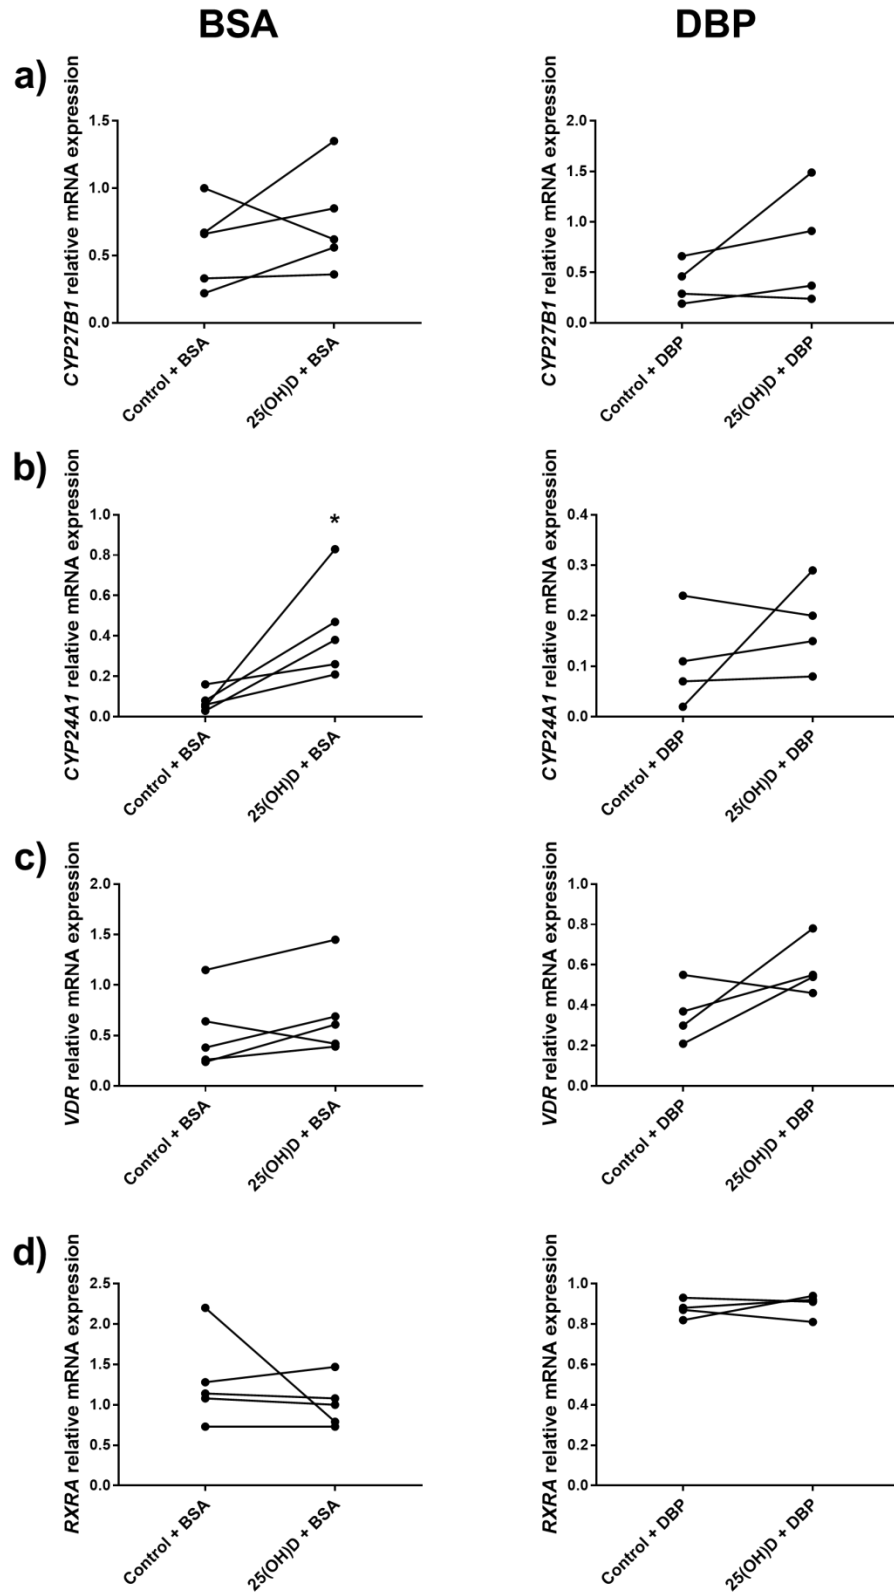 BSA
DBP
a)
CYP27B1 relative mRNA expression
1.5
1.0
0.5
0.0
Control + BSA
25(OH)D + BSA
CYP27B1 relative mRNA expression
2.0
1.5
1.0
0.5
0.0
Control + DBP
25(OH)D + DBP
b)
CYP24A1 relative mRNA expression
1.0
0.8
0.6
0.4
0.2
0.0
*
Control + BSA
25(OH)D + BSA
CYP24A1 relative mRNA expression
0.4
0.3
0.2
0.1
0.0
Control + DBP
25(OH)D + DBP
c)
VDR relative mRNA expression
2.0
1.5
1.0
0.5
0.0
Control + BSA
25(OH)D + BSA
VDR relative mRNA expression
1.0
0.8
0.6
0.4
0.2
0.0
Control + DBP
25(OH)D + DBP
d)
RXRA relative mRNA expression
2.5
2.0
1.5
1.0
0.5
0.0
Control + BSA
25(OH)D + BSA
RXRA relative mRNA expression
1.0
0.8
0.6
0.4
0.2
0.0
Control + DBP
25(OH)D + DBP